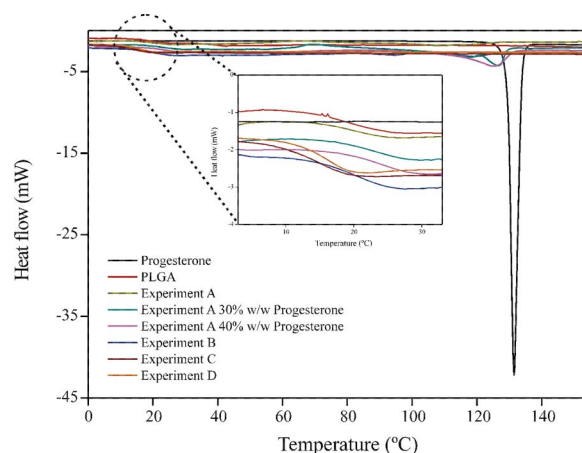 -5
-15
-25
-35
-45
Heat flow (mW)
0
-1
-2
-3
-4
Heat flow (mW)
10
20
30
Temperature (ºC)
Progesterone
PLGA
Experiment A
Experiment A 30% w/w Progesterone
Experiment A 40% w/w Progesterone
Experiment B
Experiment C
Experiment D
0
20
40
60
80
100
120
140
Temperature (ºC)